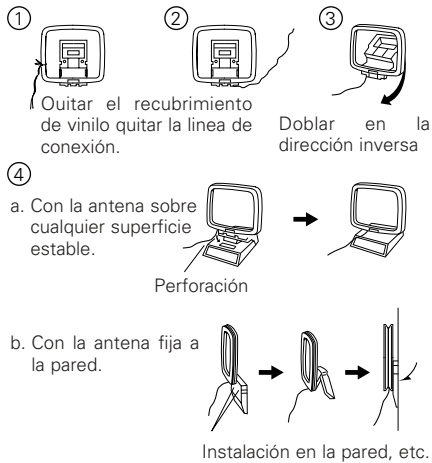 ① ② ③
Ouitar el recubrimiento
de vinilo quitar la linea de
conexión.
Doblar en la
dirección inversa
④
a. Con la antena sobre
cualquier superficie
estable.
Perforación
b. Con la antena fija a
la pared.
Instalación en la pared, etc.